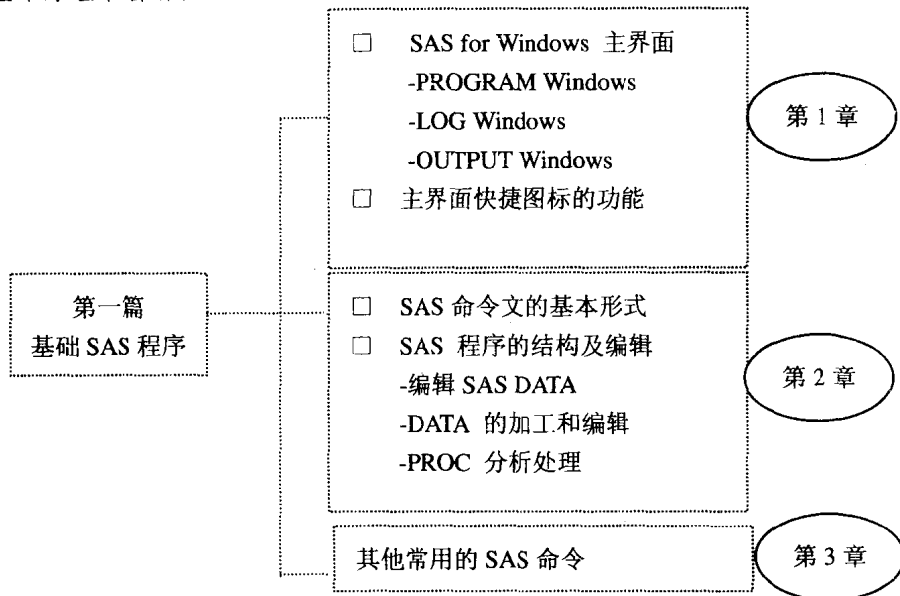 □ SAS for Windows 主界面
-PROGRAM Windows
-LOG Windows
-OUTPUT Windows
□ 主界面快捷图标的功能
第 1 章
第一篇
基础 SAS 程序
□ SAS 命令文的基本形式
□ SAS 程序的结构及编辑
-编辑 SAS DATA
-DATA 的加工和编辑
-PROC 分析处理
第 2 章
其他常用的 SAS 命令
第 3 章